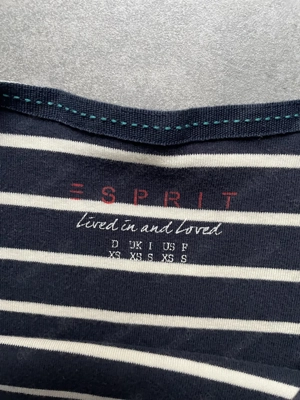 ESPRIT
Lived in and Loved
D UK I US F
XS XS S XS S